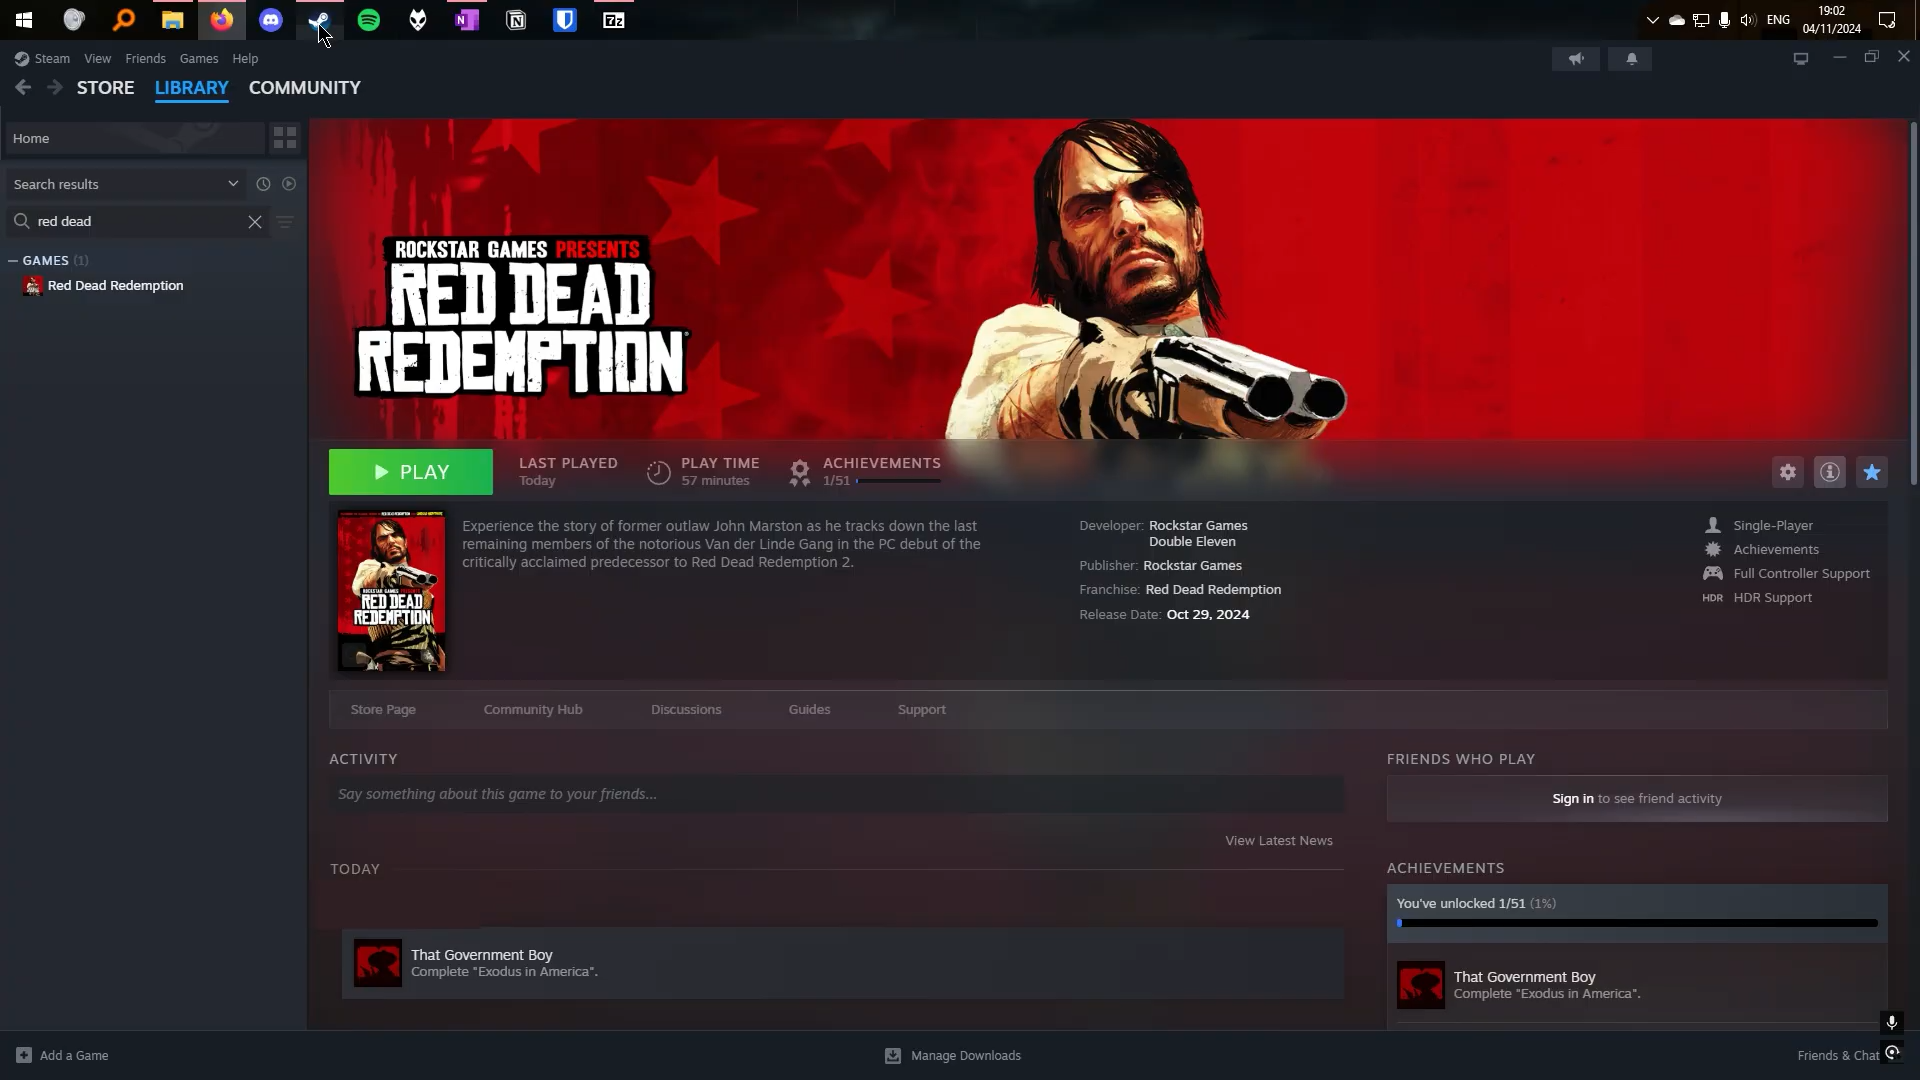 19:02
ENG
04/11/2024
Steam View Friends Games Help
STORE LIBRARY COMMUNITY
Home
Search results
red dead
GAMES (1)
Red Dead Redemption
ROCKSTAR GAMES PRESENTS
RED DEAD
REDEMPTION
PLAY
LAST PLAYED
Today
PLAY TIME
57 minutes
ACHIEVEMENTS
1/51
ROCKSTAR GAMES PRESENTS
RED DEAD
REDEMPTION
Experience the story of former outlaw John Marston as he tracks down the last
remaining members of the notorious Van der Linde Gang in the PC debut of the
critically acclaimed predecessor to Red Dead Redemption 2.
Developer: Rockstar Games
Double Eleven
Publisher: Rockstar Games
Franchise: Red Dead Redemption
Release Date: Oct 29, 2024
Single-Player
Achievements
Full Controller Support
HDR HDR Support
Store Page Community Hub Discussions Guides Support
ACTIVITY
Say something about this game to your friends...
View Latest News
TODAY
That Government Boy
Complete "Exodus in America".
FRIENDS WHO PLAY
Sign in to see friend activity
ACHIEVEMENTS
You've unlocked 1/51 (1%)
That Government Boy
Complete "Exodus in America".
Add a Game
Manage Downloads
Friends & Chat